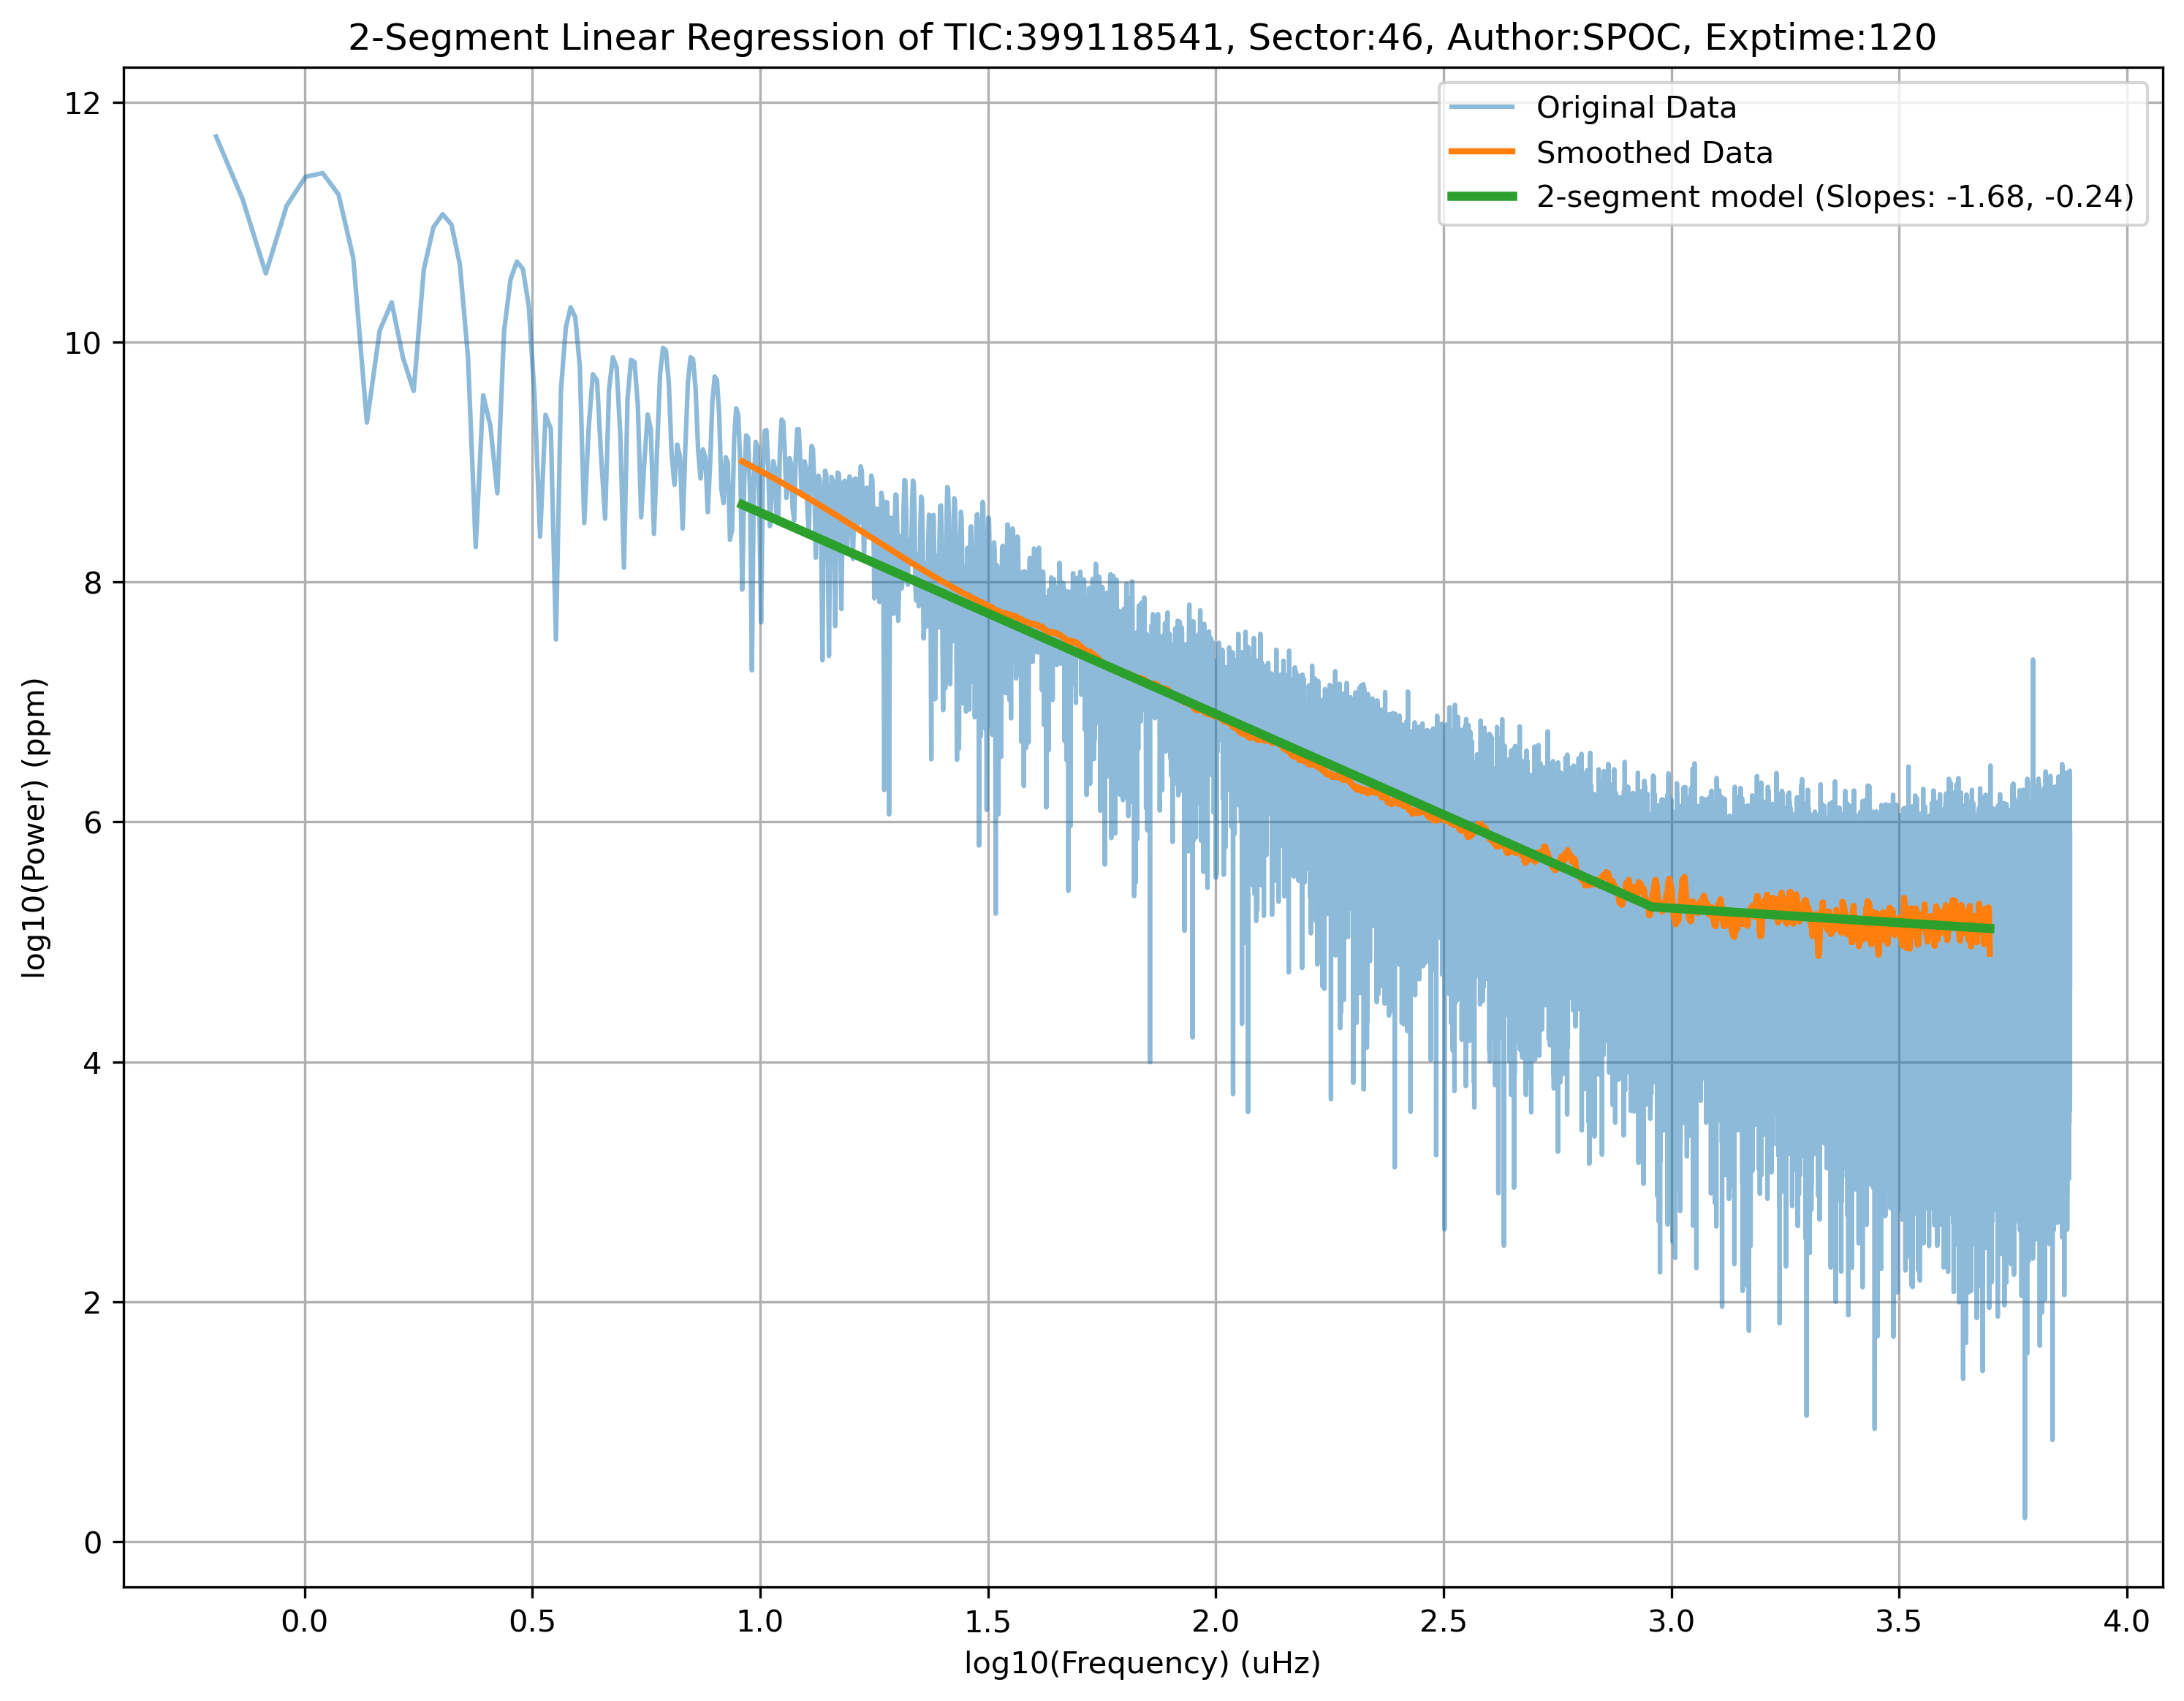 2-Segment Linear Regression of TIC:399118541, Sector:46, Author:SPOC, Exptime:120
Original Data
Smoothed Data
2-segment model (Slopes: -1.68, -0.24)
12
10
8
6
4
2
0
log10(Power) (ppm)
0.0 0.5 1.0 1.5 2.0 2.5 3.0 3.5 4.0
log10(Frequency) (uHz)